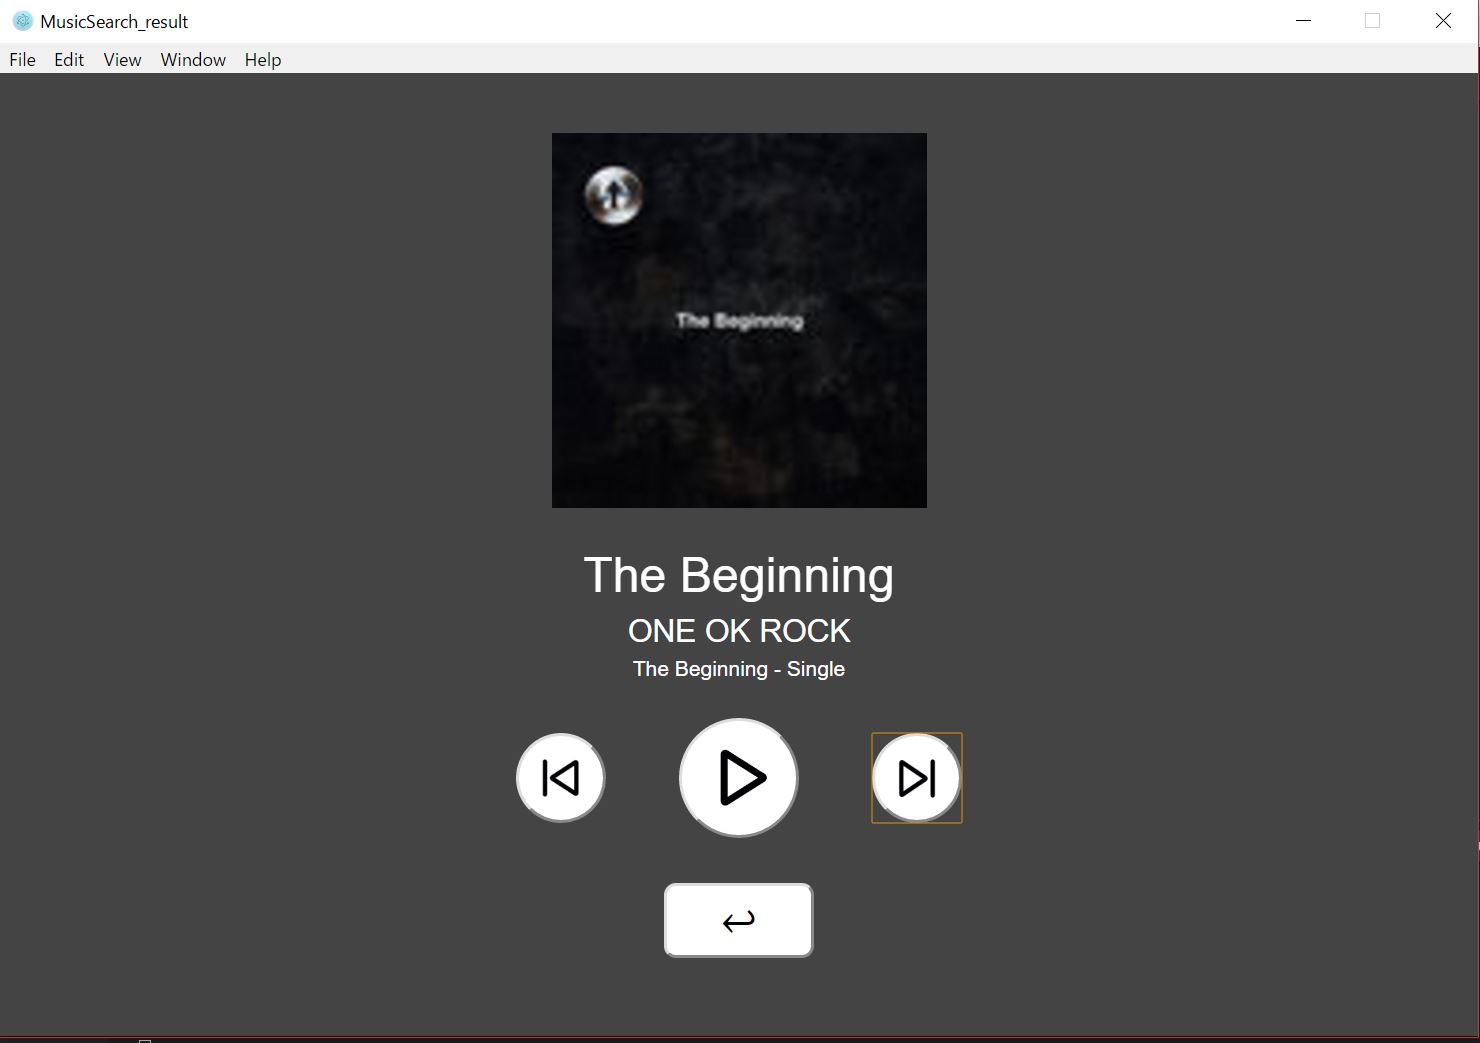 MusicSearch_result
File Edit View Window Help
The Beginning
The Beginning
ONE OK ROCK
The Beginning - Single